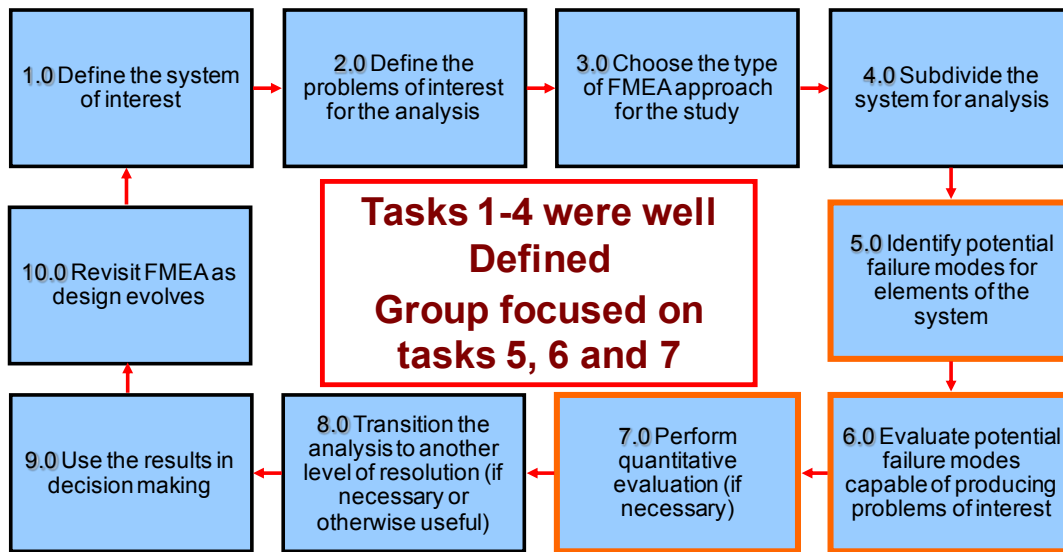 1.0 Define the system
of interest
2.0 Define the
problems of interest
for the analysis
3.0 Choose the type
of FMEA approach
for the study
4.0 Subdivide the
system for analysis
Tasks 1-4 were well
Defined
Group focused on
tasks 5, 6 and 7
5.0 Identify potential
failure modes for
elements of the
system
6.0 Evaluate potential
failure modes
capable of producing
problems of interest
7.0 Perform
quantitative
evaluation (if
necessary)
8.0 Transition the
analysis to another
level of resolution (if
necessary or
otherwise useful)
9.0 Use the results in
decision making
10.0 Revisit FMEA as
design evolves